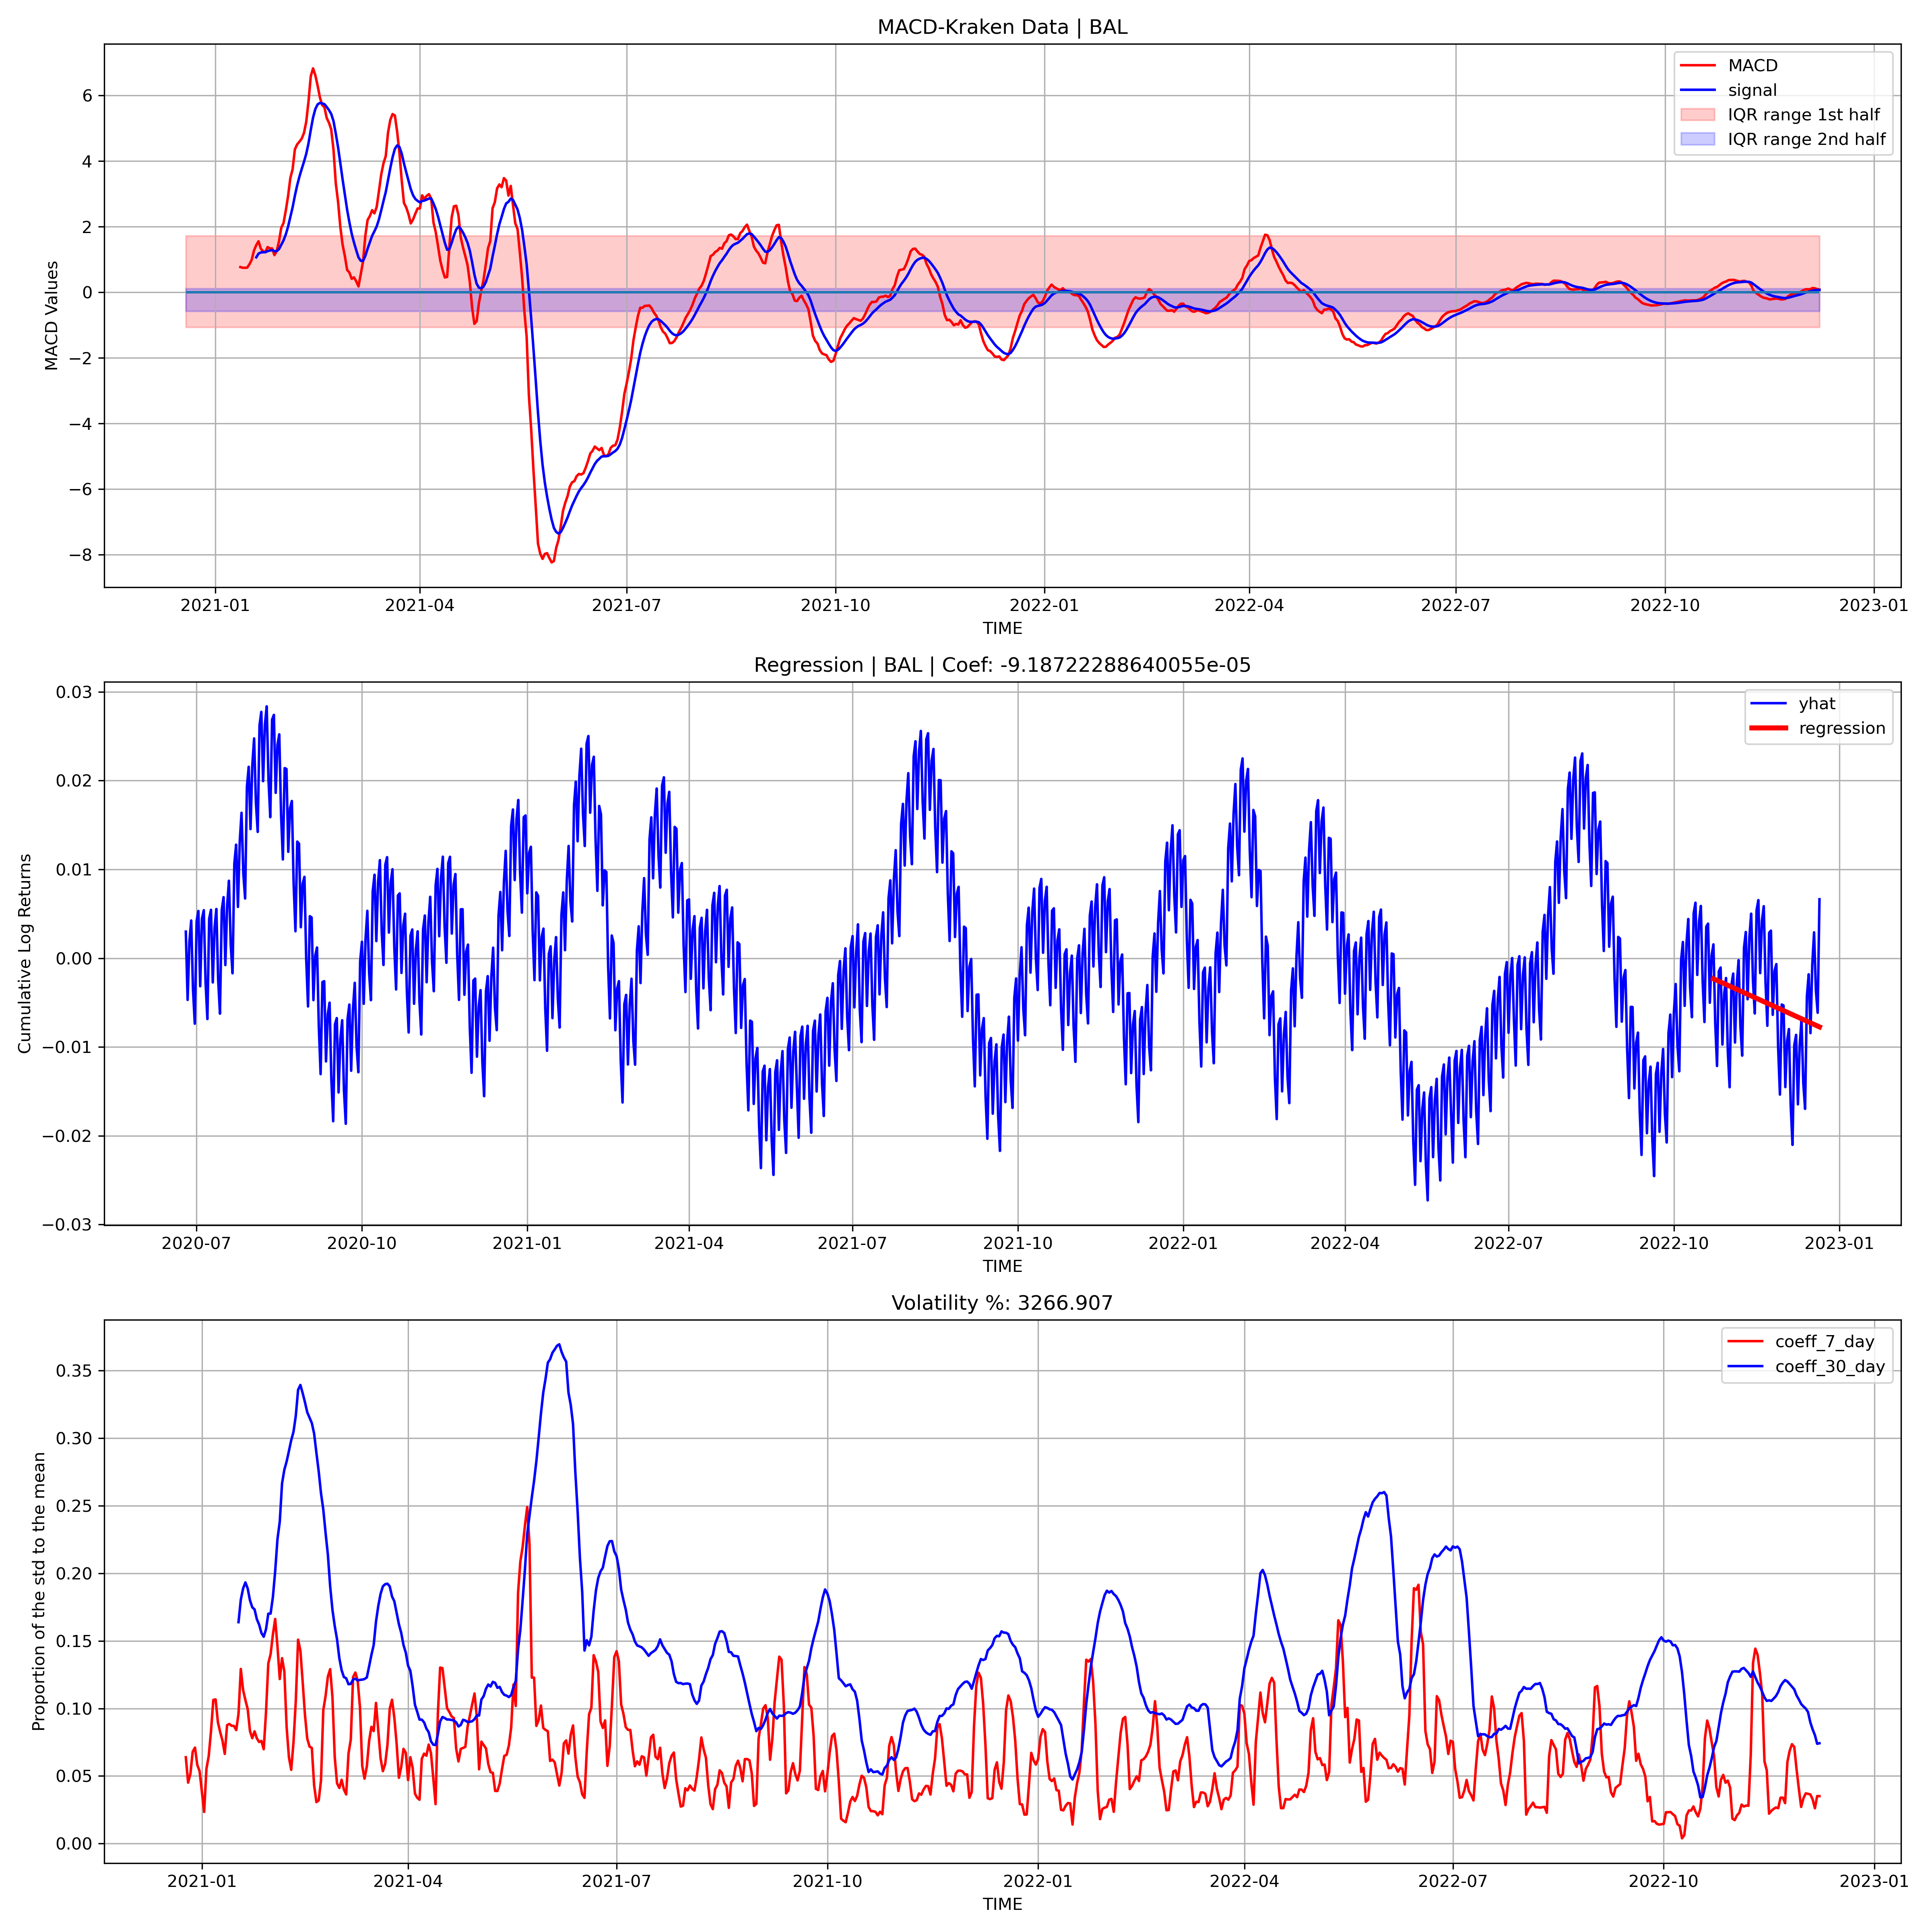 MACD-Kraken Data | BAL
MACD Values
6
4
2
0
−2
−4
−6
−8
MACD
signal
IQR range 1st half
IQR range 2nd half
2021-01 2021-04 2021-07 2021-10 2022-01 2022-04 2022-07 2022-10 2023-01
TIME
Regression | BAL | Coef: -9.18722288640055e-05
Cumulative Log Returns
0.03
0.02
0.01
0.00
−0.01
−0.02
−0.03
yhat
regression
2020-07 2020-10 2021-01 2021-04 2021-07 2021-10 2022-01 2022-04 2022-07 2022-10 2023-01
TIME
Volatility %: 3266.907
Proportion of the std to the mean
0.35
0.30
0.25
0.20
0.15
0.10
0.05
0.00
coeff_7_day
coeff_30_day
2021-01 2021-04 2021-07 2021-10 2022-01 2022-04 2022-07 2022-10 2023-01
TIME